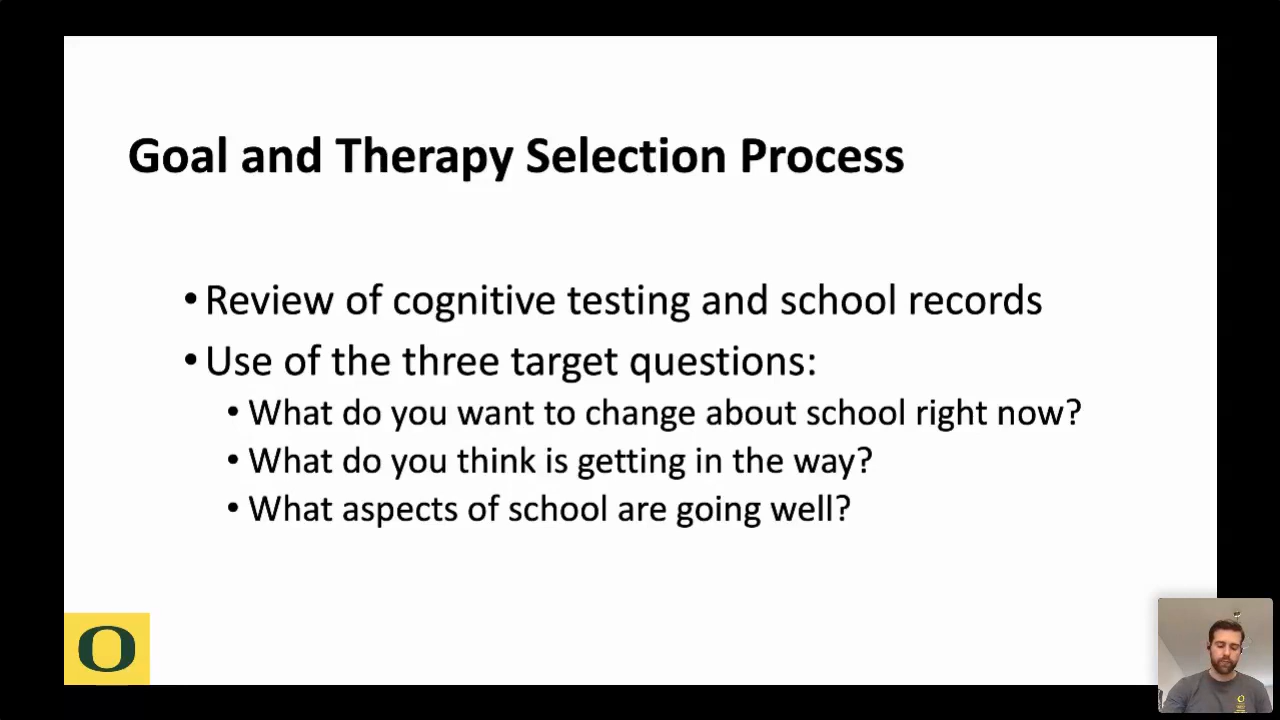 Goal and Therapy Selection Process
•Review of cognitive testing and school records
•Use of the three target questions:
•What do you want to change about school right now?
•What do you think is getting in the way?
•What aspects of school are going well?
O